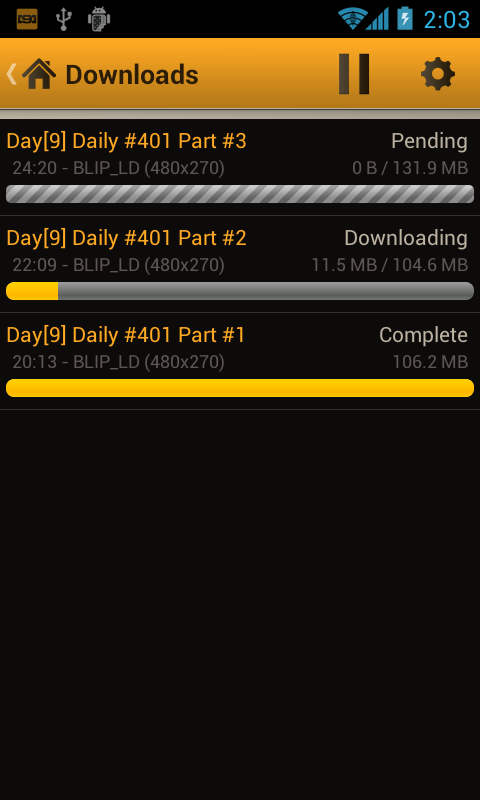 2:03
Downloads
Day[9] Daily #401 Part #3 Pending
24:20 - BLIP_LD (480x270) 0 B / 131.9 MB
Day[9] Daily #401 Part #2 Downloading
22:09 - BLIP_LD (480x270) 11.5 MB / 104.6 MB
Day[9] Daily #401 Part #1 Complete
20:13 - BLIP_LD (480x270) 106.2 MB